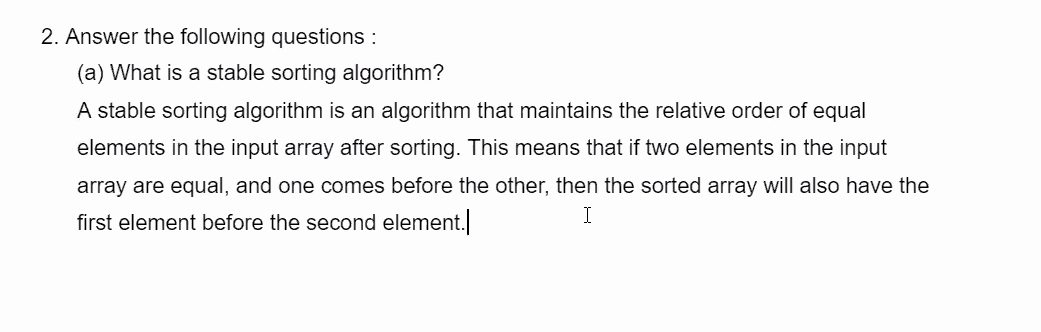 2. Answer the following questions :
(a) What is a stable sorting algorithm?
A stable sorting algorithm is an algorithm that maintains the relative order of equal
elements in the input array after sorting. This means that if two elements in the input
array are equal, and one comes before the other, then the sorted array will also have the
first element before the second element.